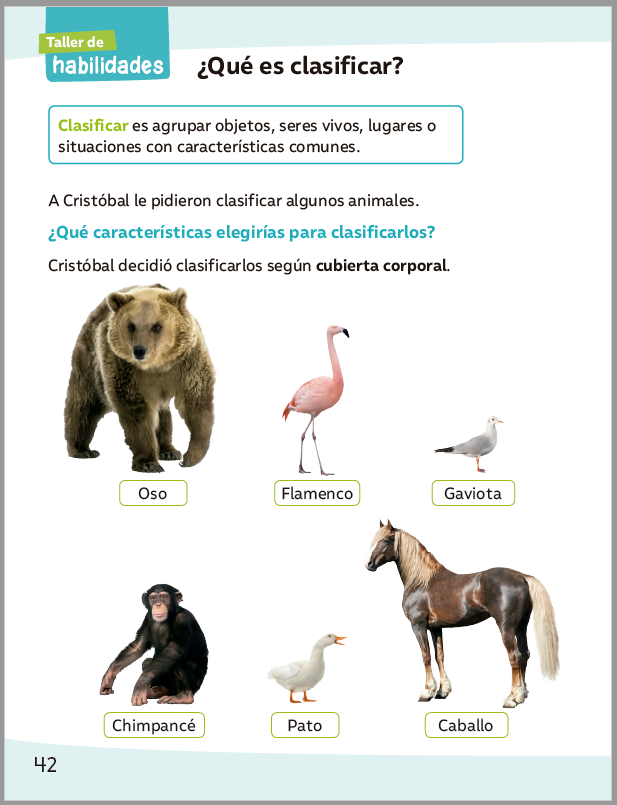 Taller de
habilidades
¿Qué es clasificar?
Clasificar es agrupar objetos, seres vivos, lugares o
situaciones con características comunes.
A Cristóbal le pidieron clasificar algunos animales.
¿Qué características elegirías para clasificarlos?
Cristóbal decidió clasificarlos según cubierta corporal.
Oso
Flamenco
Gaviota
Chimpancé
Pato
Caballo
42